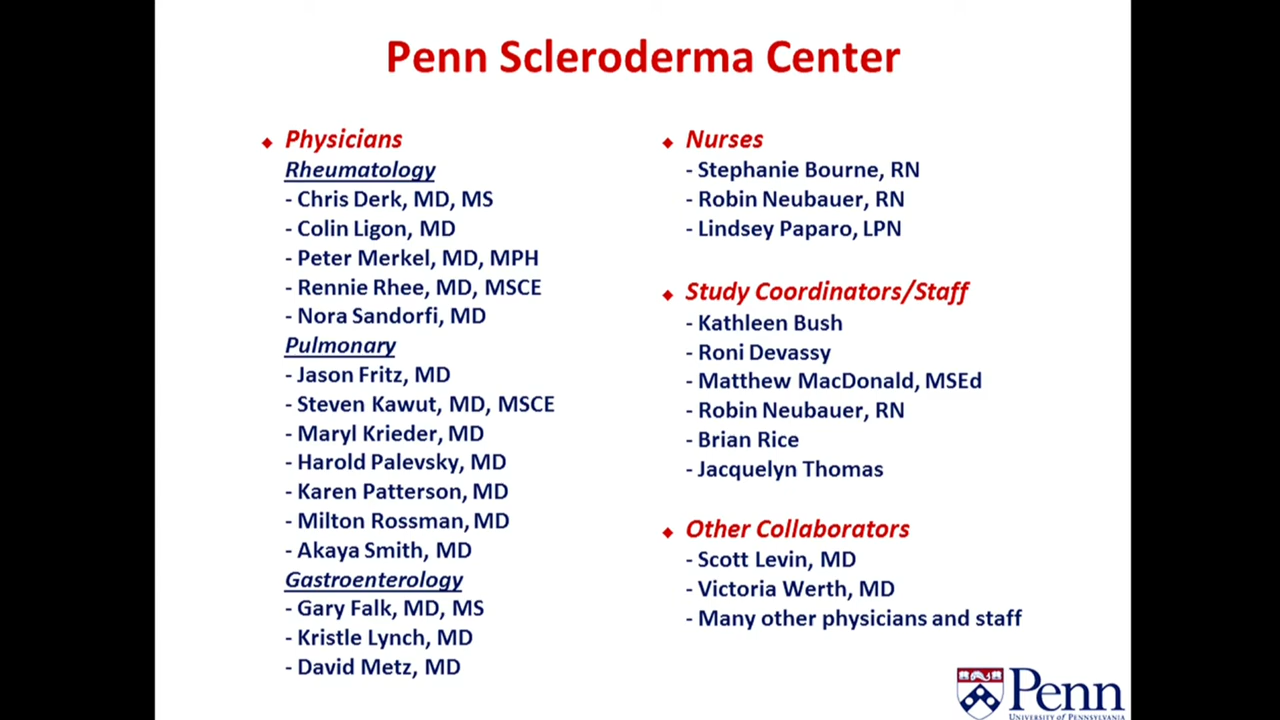 Penn Scleroderma Center
◆ Physicians
Rheumatology
- Chris Derk, MD, MS
- Colin Ligon, MD
- Peter Merkel, MD, MPH
- Rennie Rhee, MD, MSCE
- Nora Sandorfi, MD
Pulmonary
- Jason Fritz, MD
- Steven Kawut, MD, MSCE
- Maryl Krieder, MD
- Harold Palevsky, MD
- Karen Patterson, MD
- Milton Rossman, MD
- Akaya Smith, MD
Gastroenterology
- Gary Falk, MD, MS
- Kristle Lynch, MD
- David Metz, MD
◆ Nurses
- Stephanie Bourne, RN
- Robin Neubauer, RN
- Lindsey Paparo, LPN
◆ Study Coordinators/Staff
- Kathleen Bush
- Roni Devassy
- Matthew MacDonald, MSEd
- Robin Neubauer, RN
- Brian Rice
- Jacquelyn Thomas
◆ Other Collaborators
- Scott Levin, MD
- Victoria Werth, MD
- Many other physicians and staff
Penn
UNIVERSITY OF PENNSYLVANIA